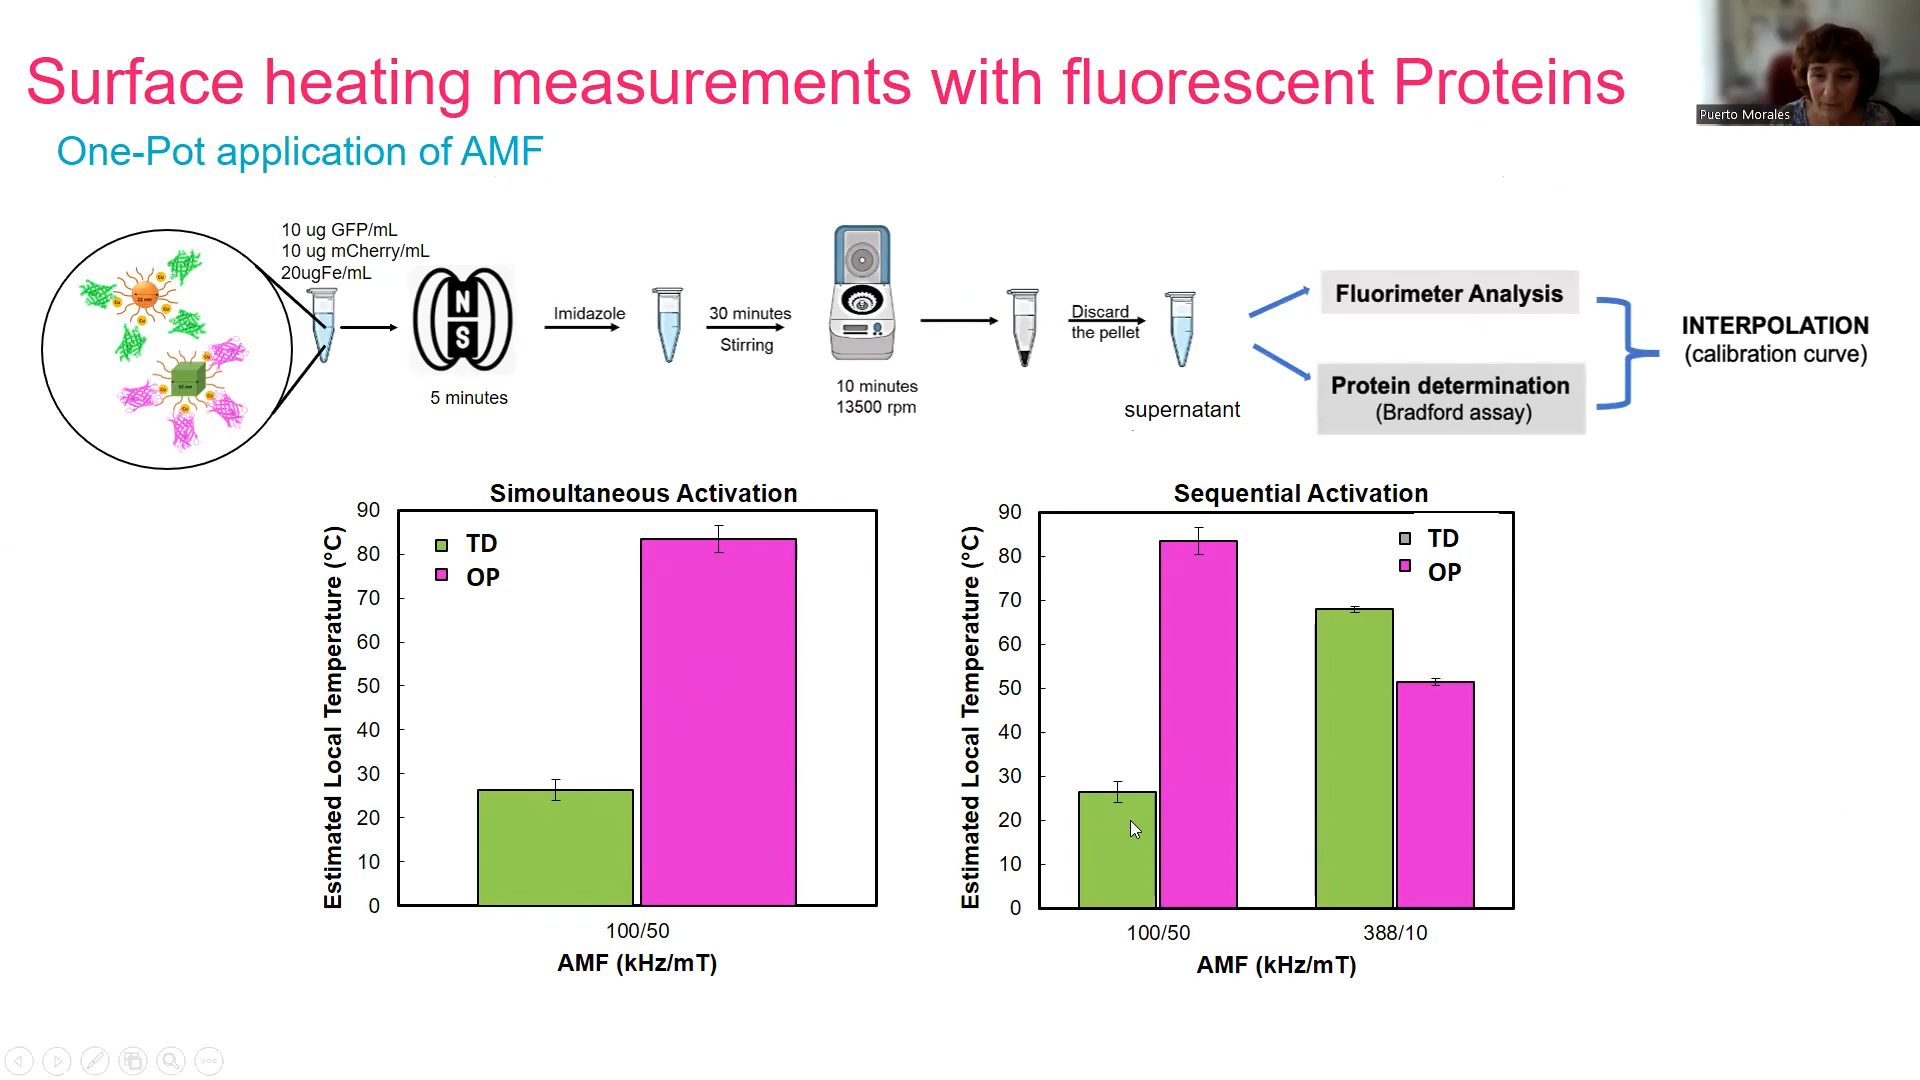 Surface heating measurements with fluorescent Proteins
Puerto Morales
One-Pot application of AMF
10 ug GFP/mL
10 ug mCherry/mL
20ugFe/mL
N
S
5 minutes
Imidazole
30 minutes
Stirring
10 minutes
13500 rpm
Discard
the pellet
supernatant
Fluorimeter Analysis
Protein determination
(Bradford assay)
INTERPOLATION
(calibration curve)
Simoultaneous Activation
Estimated Local Temperature (°C)
90
80
70
60
50
40
30
20
10
0
TD
OP
100/50
AMF (kHz/mT)
Sequential Activation
Estimated Local Temperature (°C)
90
80
70
60
50
40
30
20
10
0
TD
OP
100/50
388/10
AMF (kHz/mT)